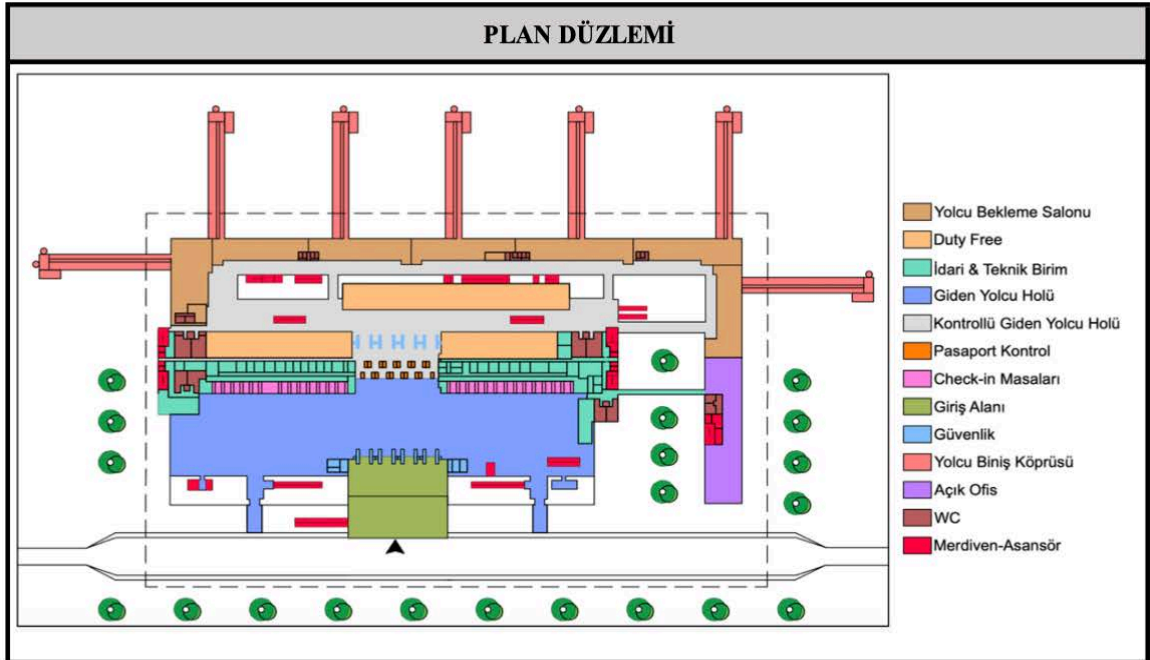 PLAN DÜZLEMİ
Yolcu Bekleme Salonu
Duty Free
İdari & Teknik Birim
Giden Yolcu Holü
Kontrollü Giden Yolcu Holü
Pasaport Kontrol
Check-in Masaları
Giriş Alanı
Güvenlik
Yolcu Biniş Köprüsü
Açık Ofis
WC
Merdiven-Asansör